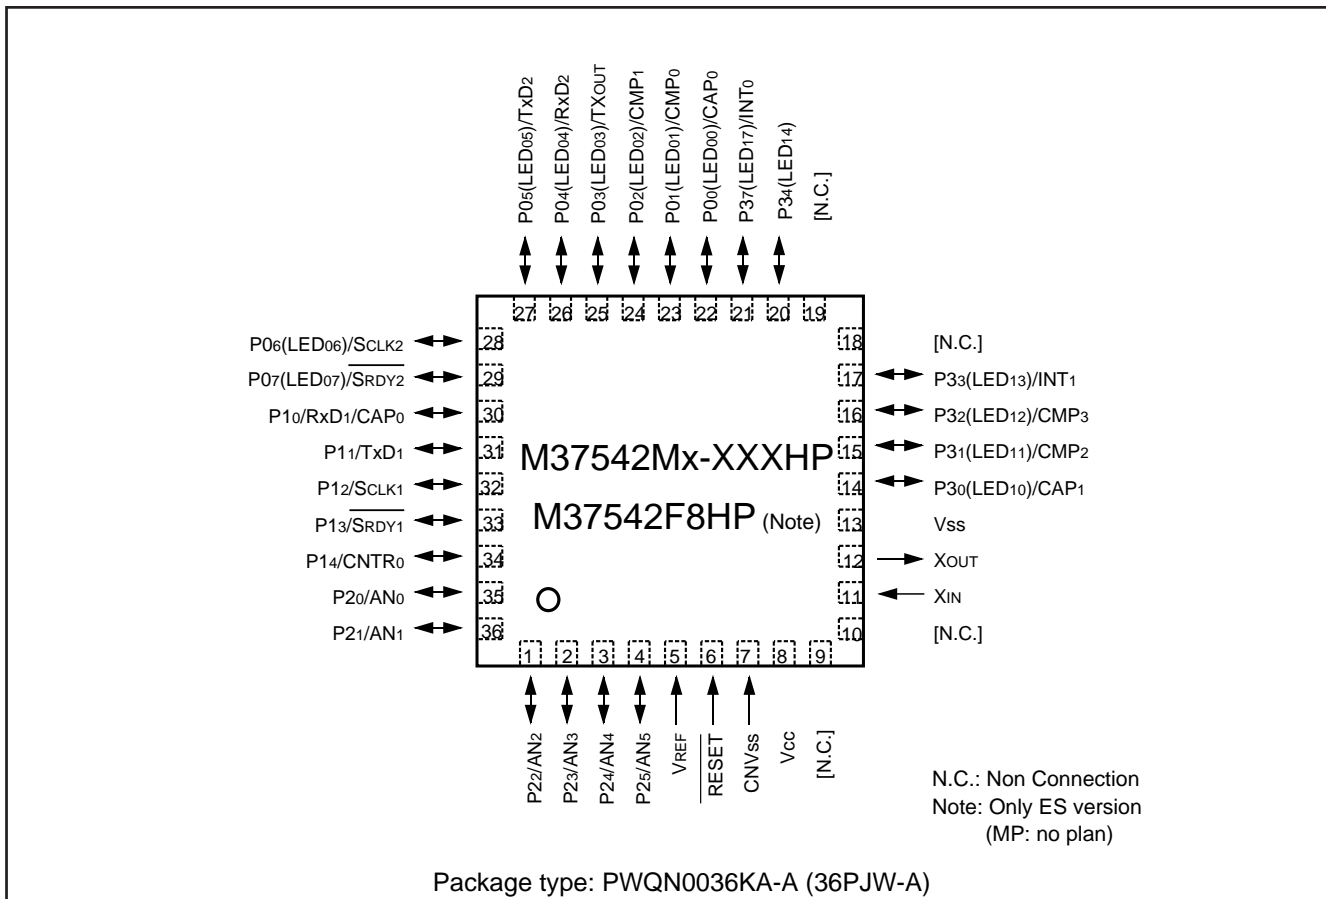 P05(LED05)/TxD2
P04(LED04)/RxD2
P03(LED03)/TXOUT
P02(LED02)/CMP1
P01(LED01)/CMP0
P00(LED00)/CAP0
P37(LED17)/INT0
P34(LED14)
[N.C.]
27 26 25 24 23 22 21 20 19
P06(LED06)/SCLK2 28
P07(LED07)/SRDY2 29
P10/RxD1/CAP0 30
P11/TxD1 31
P12/SCLK1 32
P13/SRDY1 33
P14/CNTR0 34
P20/AN0 35
P21/AN1 36
M37542Mx-XXXHP
M37542F8HP (Note)
18 [N.C.]
17 P33(LED13)/INT1
16 P32(LED12)/CMP3
15 P31(LED11)/CMP2
14 P30(LED10)/CAP1
13 Vss
12 XOUT
11 XIN
10 [N.C.]
1 2 3 4 5 6 7 8 9
P22/AN2
P23/AN3
P24/AN4
P25/AN5
VREF
RESET
CNVss
Vcc
[N.C.]
N.C.: Non Connection
Note: Only ES version
(MP: no plan)
Package type: PWQN0036KA-A (36PJW-A)